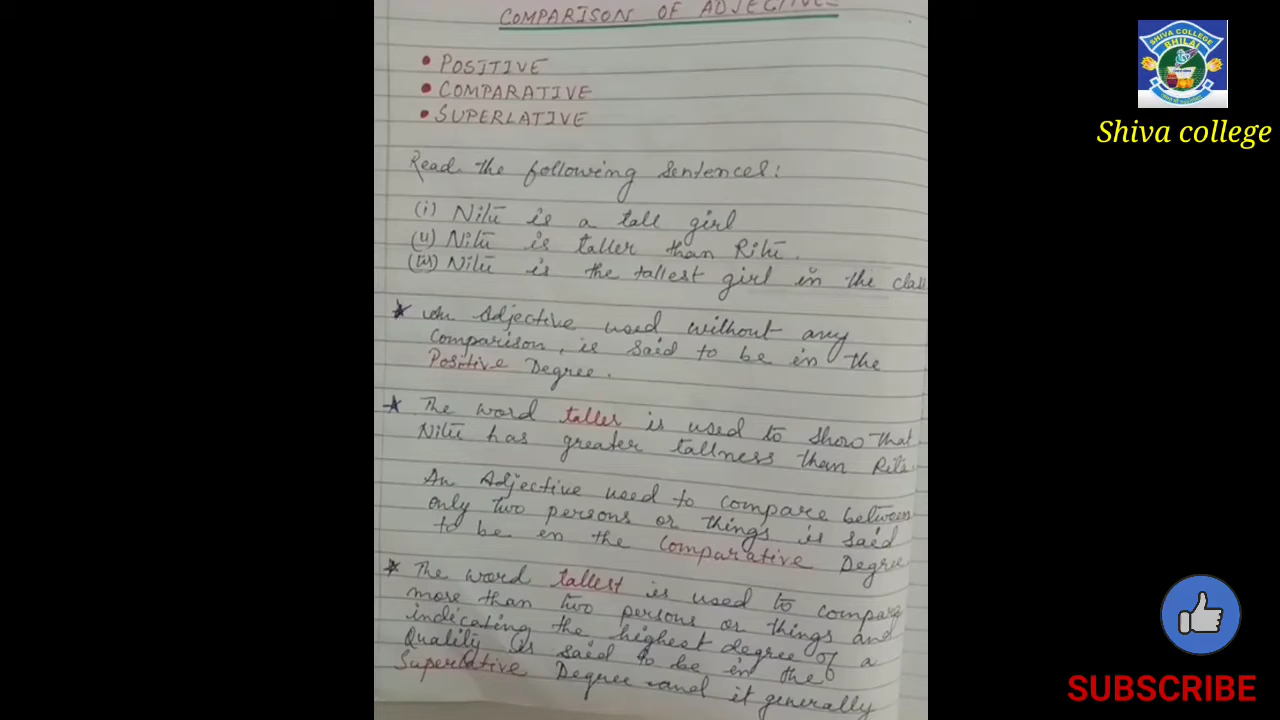 COMPARISON OF ADJECTIVES
• POSITIVE
• COMPARATIVE
• SUPERLATIVE
Read the following sentences:
(i) Nitu is a tall girl
(ii) Nitu is taller than Ritu.
(iii) Nitu is the tallest girl in the class
* An Adjective used without any
comparison, is said to be in the
Positive Degree.
* The word taller is used to show that
Nitu has greater tallness than Ritu
An Adjective used to compare between
only two persons or things is said
to be in the Comparative Degree
* The word tallest is used to compare
more than two persons or things and
indicating the highest degree of a
Quality is said to be in the
Superlative Degree and it generally
SHIVA COLLEGE
BHILAI
Shiva college
SUBSCRIBE